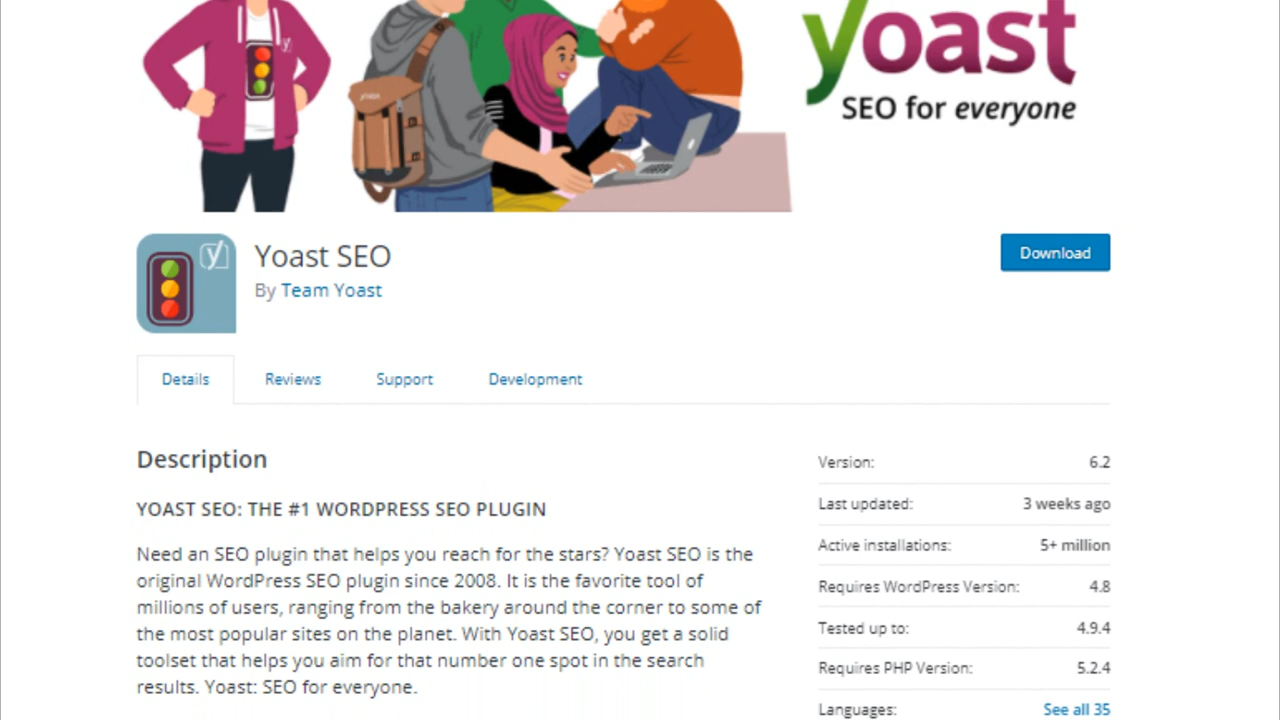 yoast
SEO for everyone
Yoast SEO
By Team Yoast
Download
Details
Reviews
Support
Development
Description
YOAST SEO: THE #1 WORDPRESS SEO PLUGIN
Need an SEO plugin that helps you reach for the stars? Yoast SEO is the
original WordPress SEO plugin since 2008. It is the favorite tool of
millions of users, ranging from the bakery around the corner to some of
the most popular sites on the planet. With Yoast SEO, you get a solid
toolset that helps you aim for that number one spot in the search
results. Yoast: SEO for everyone.
Version: 6.2
Last updated: 3 weeks ago
Active installations: 5+ million
Requires WordPress Version: 4.8
Tested up to: 4.9.4
Requires PHP Version: 5.2.4
Languages: See all 35